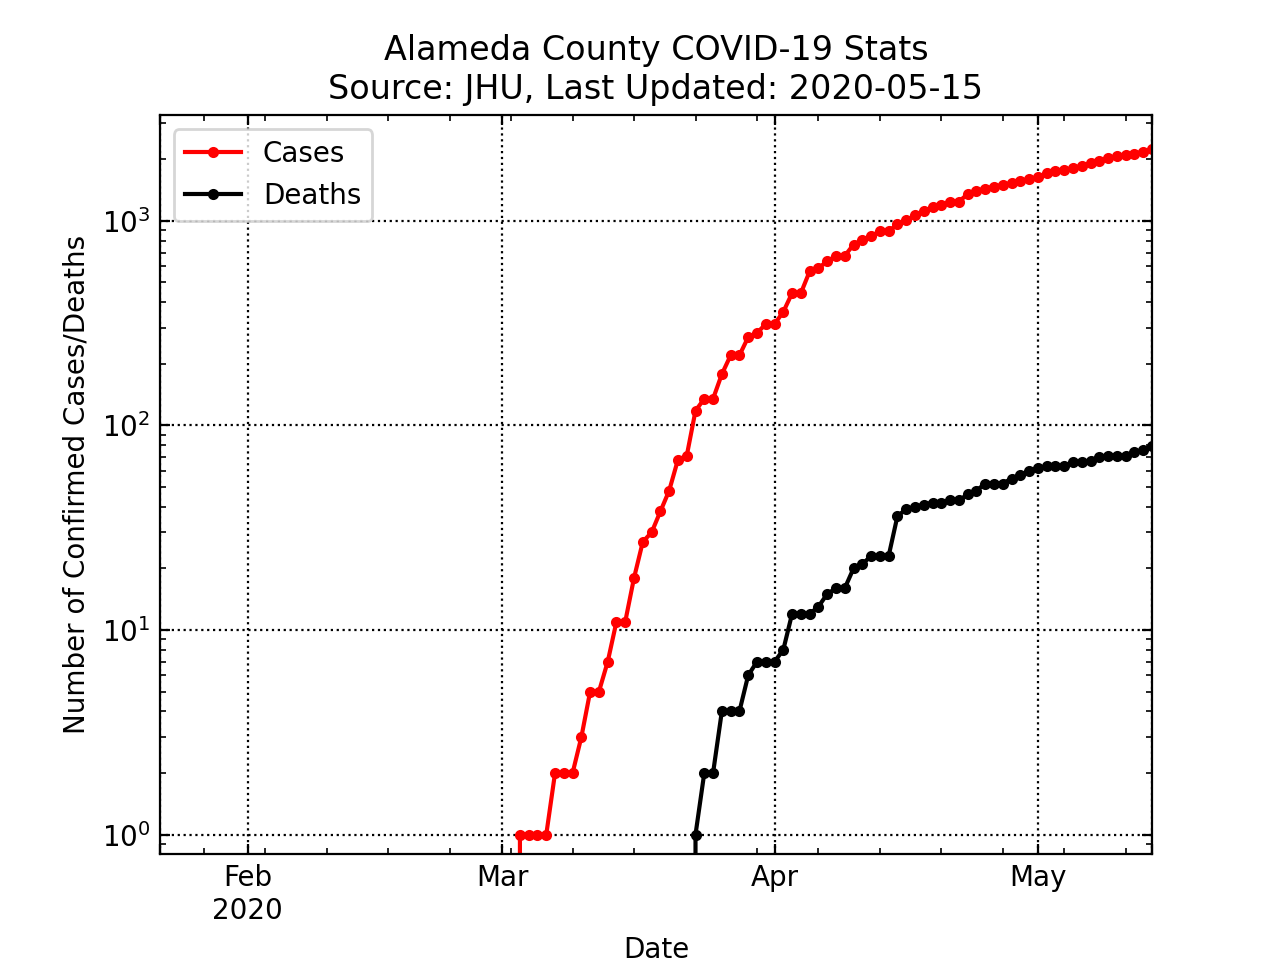 Alameda County COVID-19 Stats
Source: JHU, Last Updated: 2020-05-15
Cases
Deaths
10³
10²
10¹
10⁰
Number of Confirmed Cases/Deaths
Feb Mar Apr May
2020
Date